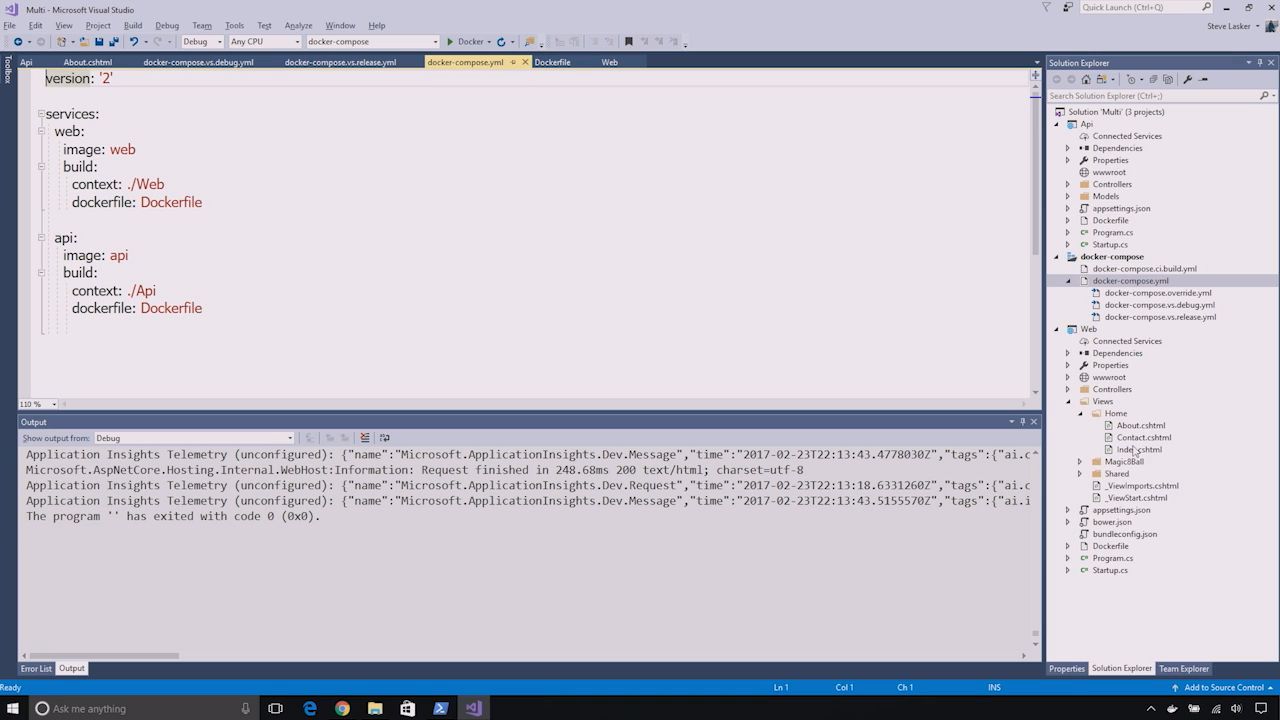 Multi - Microsoft Visual Studio
Quick Launch (Ctrl+;)
File Edit View Project Build Debug Team Tools Test Analyze Window Help
Steve Lasker
Debug Any CPU docker-compose Docker
Toolbox
Api About.cshtml docker-compose.vs.debug.yml docker-compose.vs.release.yml docker-compose.yml Dockerfile Web
version: '2'
services:
web:
image: web
build:
context: ./Web
dockerfile: Dockerfile
api:
image: api
build:
context: ./Api
dockerfile: Dockerfile
110 %
Output
Show output from: Debug
Application Insights Telemetry (unconfigured): {"name":"Microsoft.ApplicationInsights.Dev.Message","time":"2017-02-23T22:13:43.4778030Z","tags":{"ai.c
Microsoft.AspNetCore.Hosting.Internal.WebHost:Information: Request finished in 248.68ms 200 text/html; charset=utf-8
Application Insights Telemetry (unconfigured): {"name":"Microsoft.ApplicationInsights.Dev.Request","time":"2017-02-23T22:13:18.6331260Z","tags":{"ai.c
Application Insights Telemetry (unconfigured): {"name":"Microsoft.ApplicationInsights.Dev.Message","time":"2017-02-23T22:13:43.5155570Z","tags":{"ai.i
The program '' has exited with code 0 (0x0).
Error List Output
Solution Explorer
Search Solution Explorer (Ctrl+;)
Solution 'Multi' (3 projects)
Api
Connected Services
Dependencies
Properties
wwwroot
Controllers
Models
appsettings.json
Dockerfile
Program.cs
Startup.cs
docker-compose
docker-compose.ci.build.yml
docker-compose.yml
docker-compose.override.yml
docker-compose.vs.debug.yml
docker-compose.vs.release.yml
Web
Connected Services
Dependencies
Properties
wwwroot
Controllers
Views
Home
About.cshtml
Contact.cshtml
Index.cshtml
Magic8Ball
Shared
_ViewImports.cshtml
_ViewStart.cshtml
appsettings.json
bower.json
bundleconfig.json
Dockerfile
Program.cs
Startup.cs
Properties Solution Explorer Team Explorer
Ready Ln 1 Col 1 Ch 1 INS Add to Source Control
Ask me anything